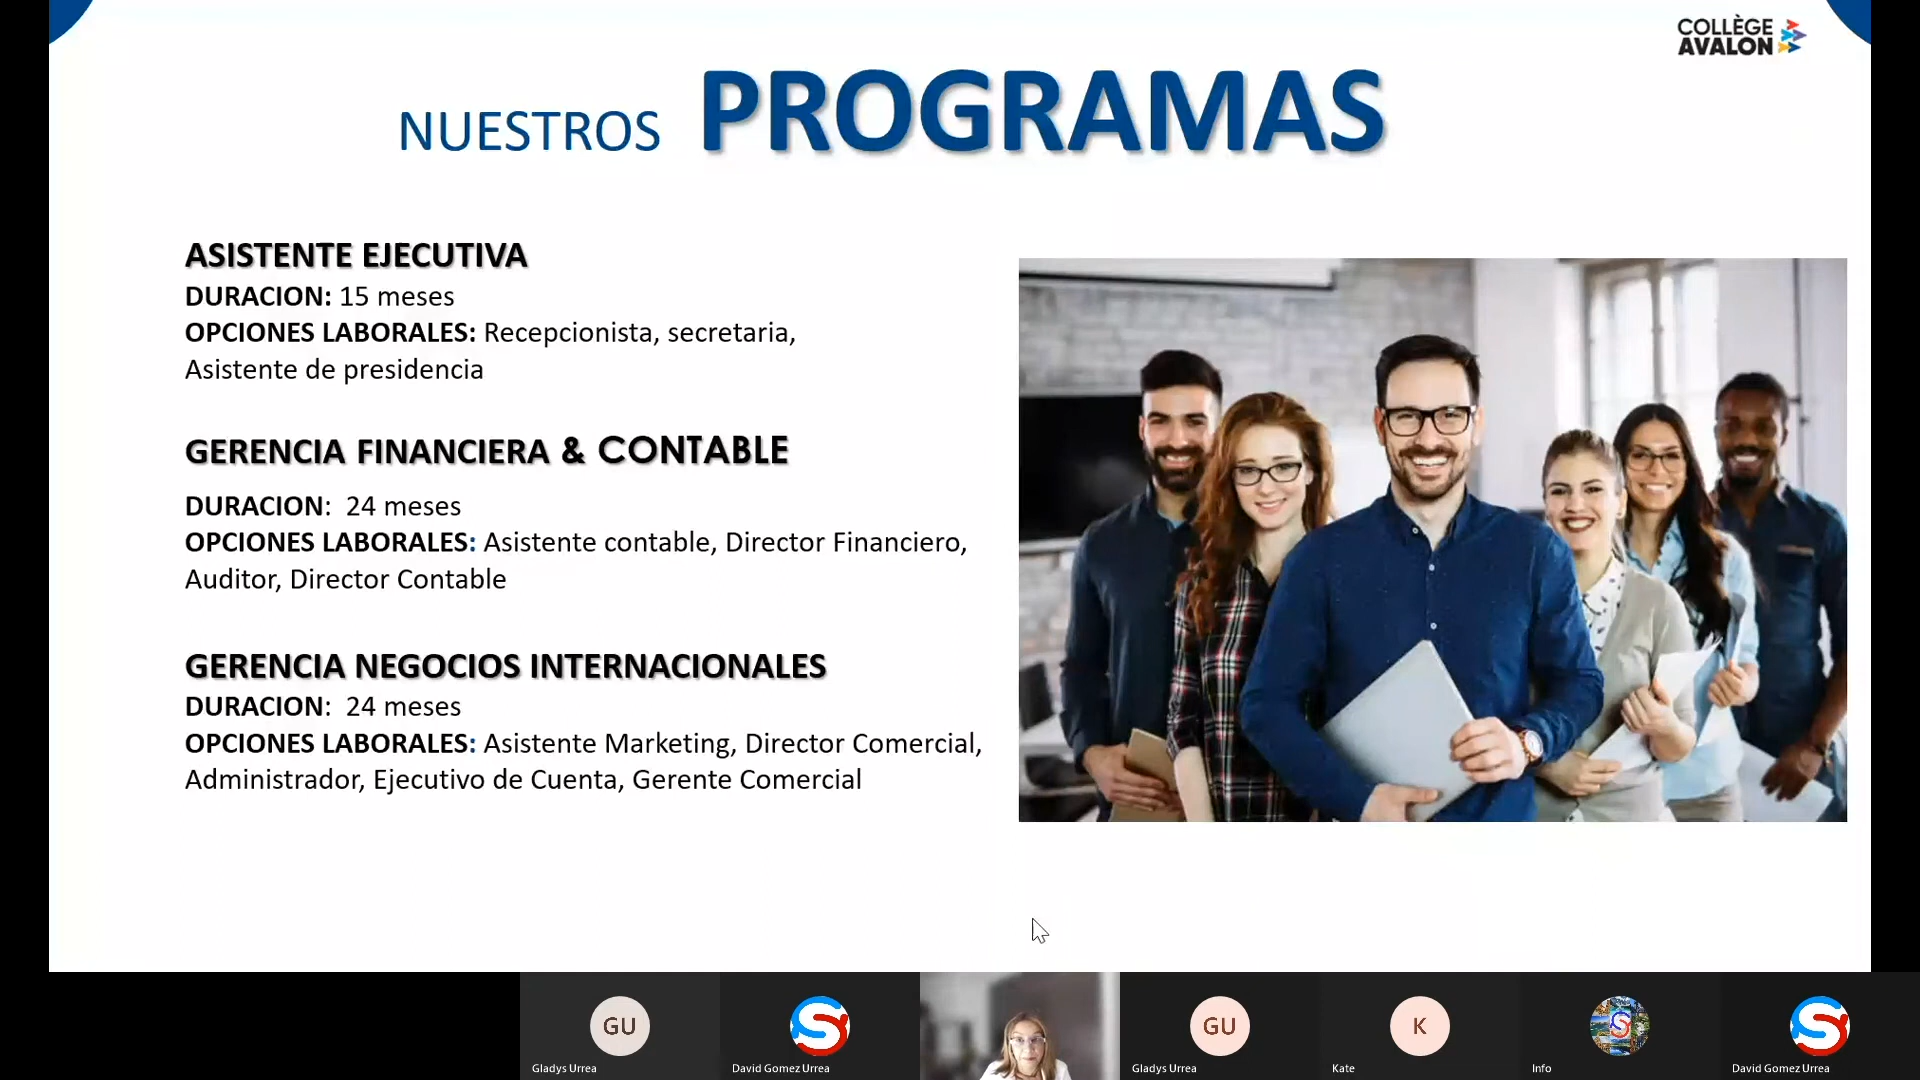 COLLÈGE
AVALON
NUESTROS PROGRAMAS
ASISTENTE EJECUTIVA
DURACION: 15 meses
OPCIONES LABORALES: Recepcionista, secretaria,
Asistente de presidencia
GERENCIA FINANCIERA & CONTABLE
DURACION:  24 meses
OPCIONES LABORALES: Asistente contable, Director Financiero,
Auditor, Director Contable
GERENCIA NEGOCIOS INTERNACIONALES
DURACION:  24 meses
OPCIONES LABORALES: Asistente Marketing, Director Comercial,
Administrador, Ejecutivo de Cuenta, Gerente Comercial
GU
GU
K
Gladys Urrea
David Gomez Urrea
Gladys Urrea
Kate
Info
David Gomez Urrea